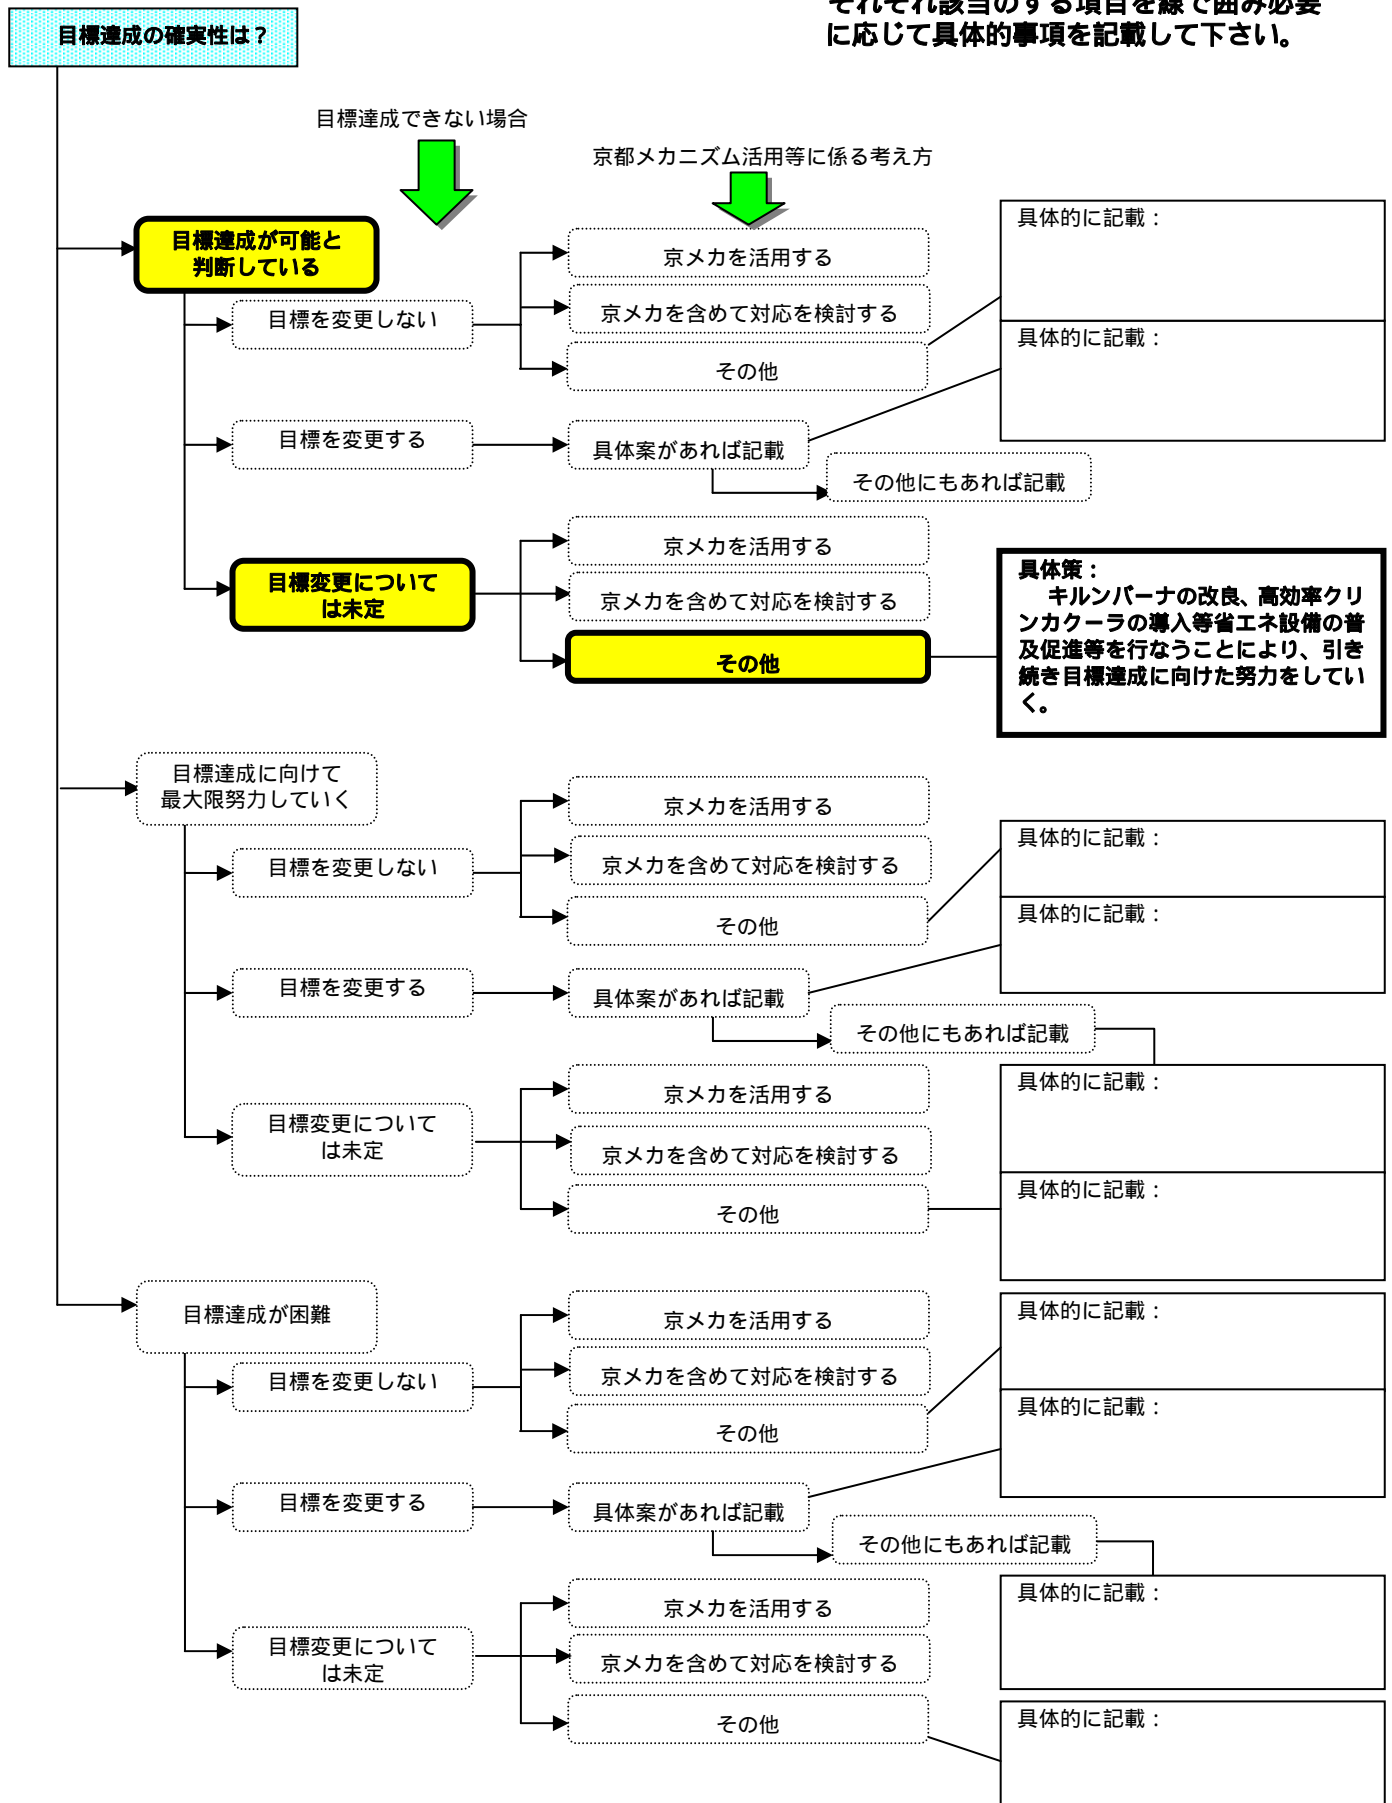 それぞれ該当のする項目を線で囲み必要
に応じて具体的事項を記載して下さい。
目標達成の確実性は？
目標達成できない場合
京都メカニズム活用等に係る考え方
目標達成が可能と
判断している
目標を変更しない
京メカを活用する
京メカを含めて対応を検討する
その他
具体的に記載：
具体的に記載：
目標を変更する
具体案があれば記載
その他にもあれば記載
目標変更について
は未定
京メカを活用する
京メカを含めて対応を検討する
その他
具体策：
キルンバーナの改良、高効率クリ
ンカクーラの導入等省エネ設備の普
及促進等を行なうことにより、引き
続き目標達成に向けた努力をしてい
く。
目標達成に向けて
最大限努力していく
目標を変更しない
京メカを活用する
京メカを含めて対応を検討する
その他
具体的に記載：
具体的に記載：
目標を変更する
具体案があれば記載
その他にもあれば記載
具体的に記載：
目標変更について
は未定
京メカを活用する
京メカを含めて対応を検討する
その他
具体的に記載：
目標達成が困難
目標を変更しない
京メカを活用する
京メカを含めて対応を検討する
その他
具体的に記載：
具体的に記載：
目標を変更する
具体案があれば記載
その他にもあれば記載
具体的に記載：
目標変更について
は未定
京メカを活用する
京メカを含めて対応を検討する
その他
具体的に記載：